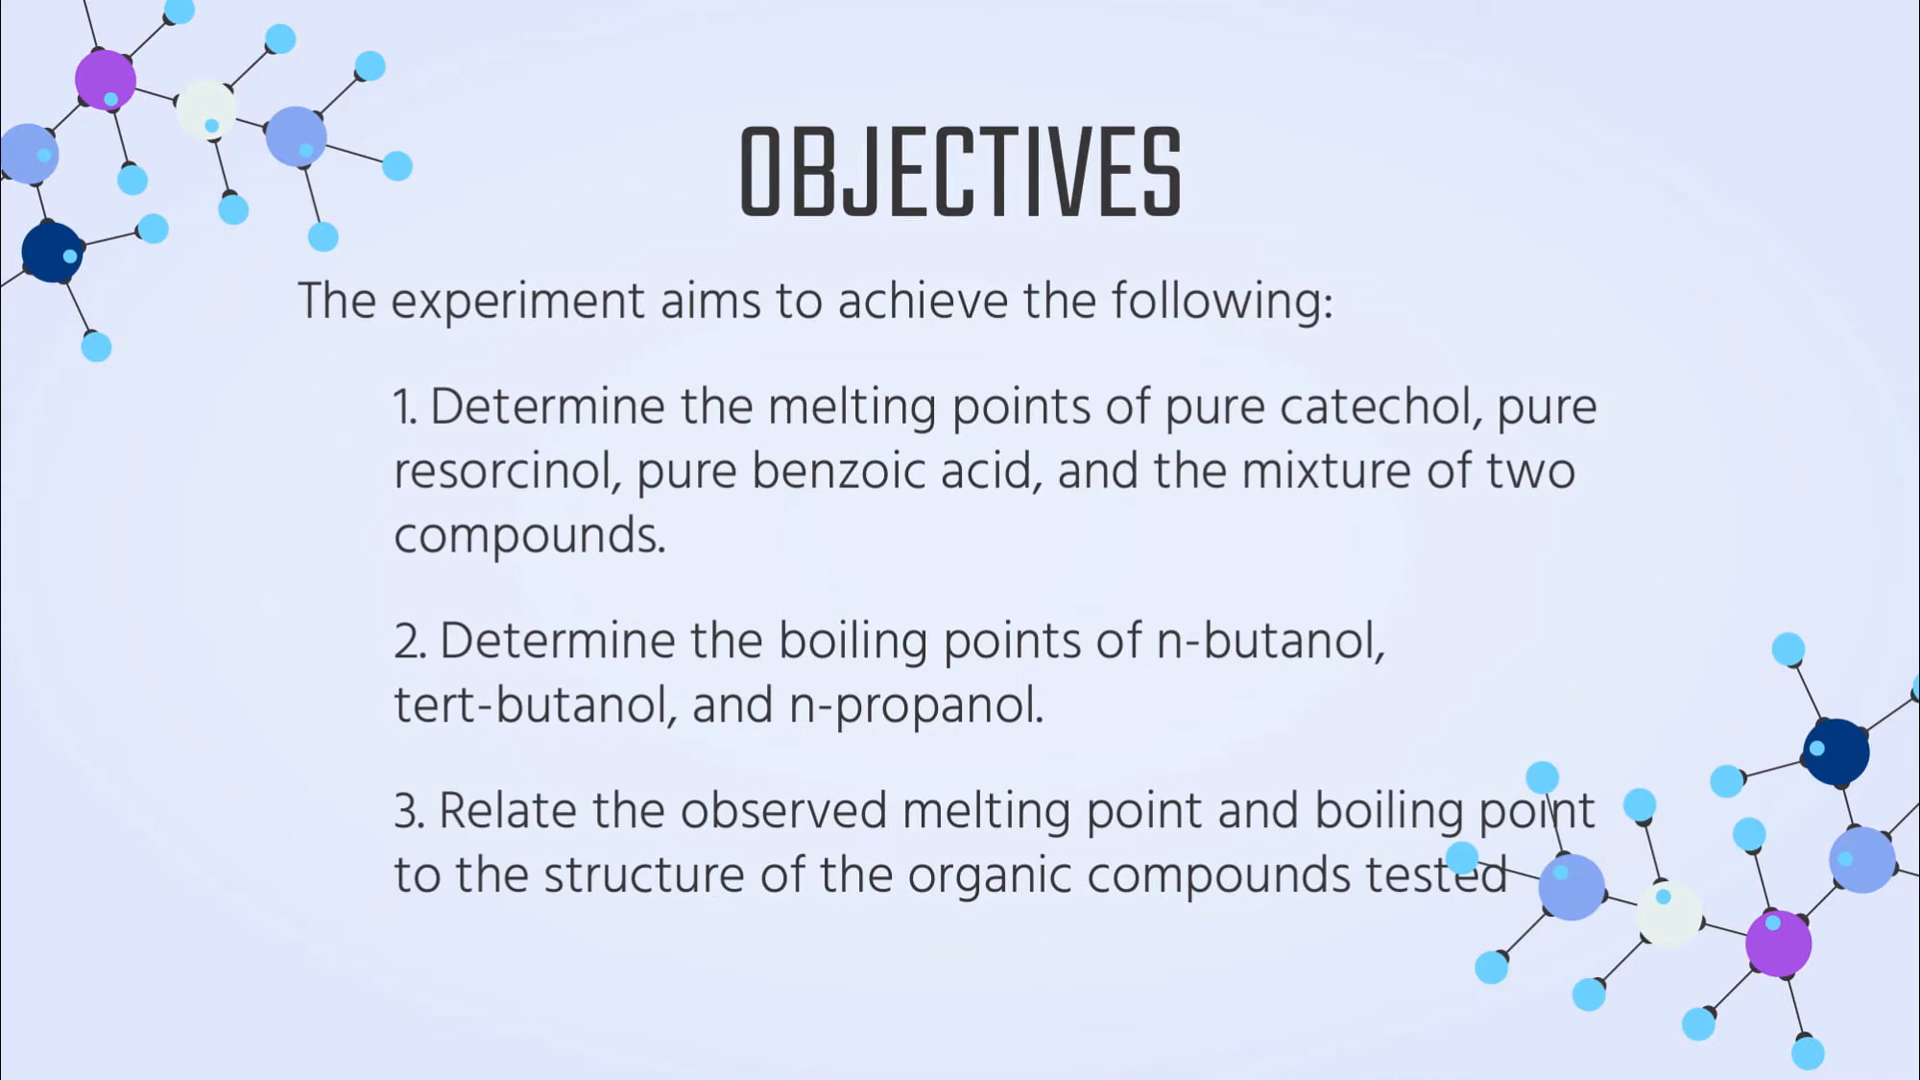 OBJECTIVES
The experiment aims to achieve the following:
1. Determine the melting points of pure catechol, pure
resorcinol, pure benzoic acid, and the mixture of two
compounds.
2. Determine the boiling points of n-butanol,
tert-butanol, and n-propanol.
3. Relate the observed melting point and boiling point
to the structure of the organic compounds tested